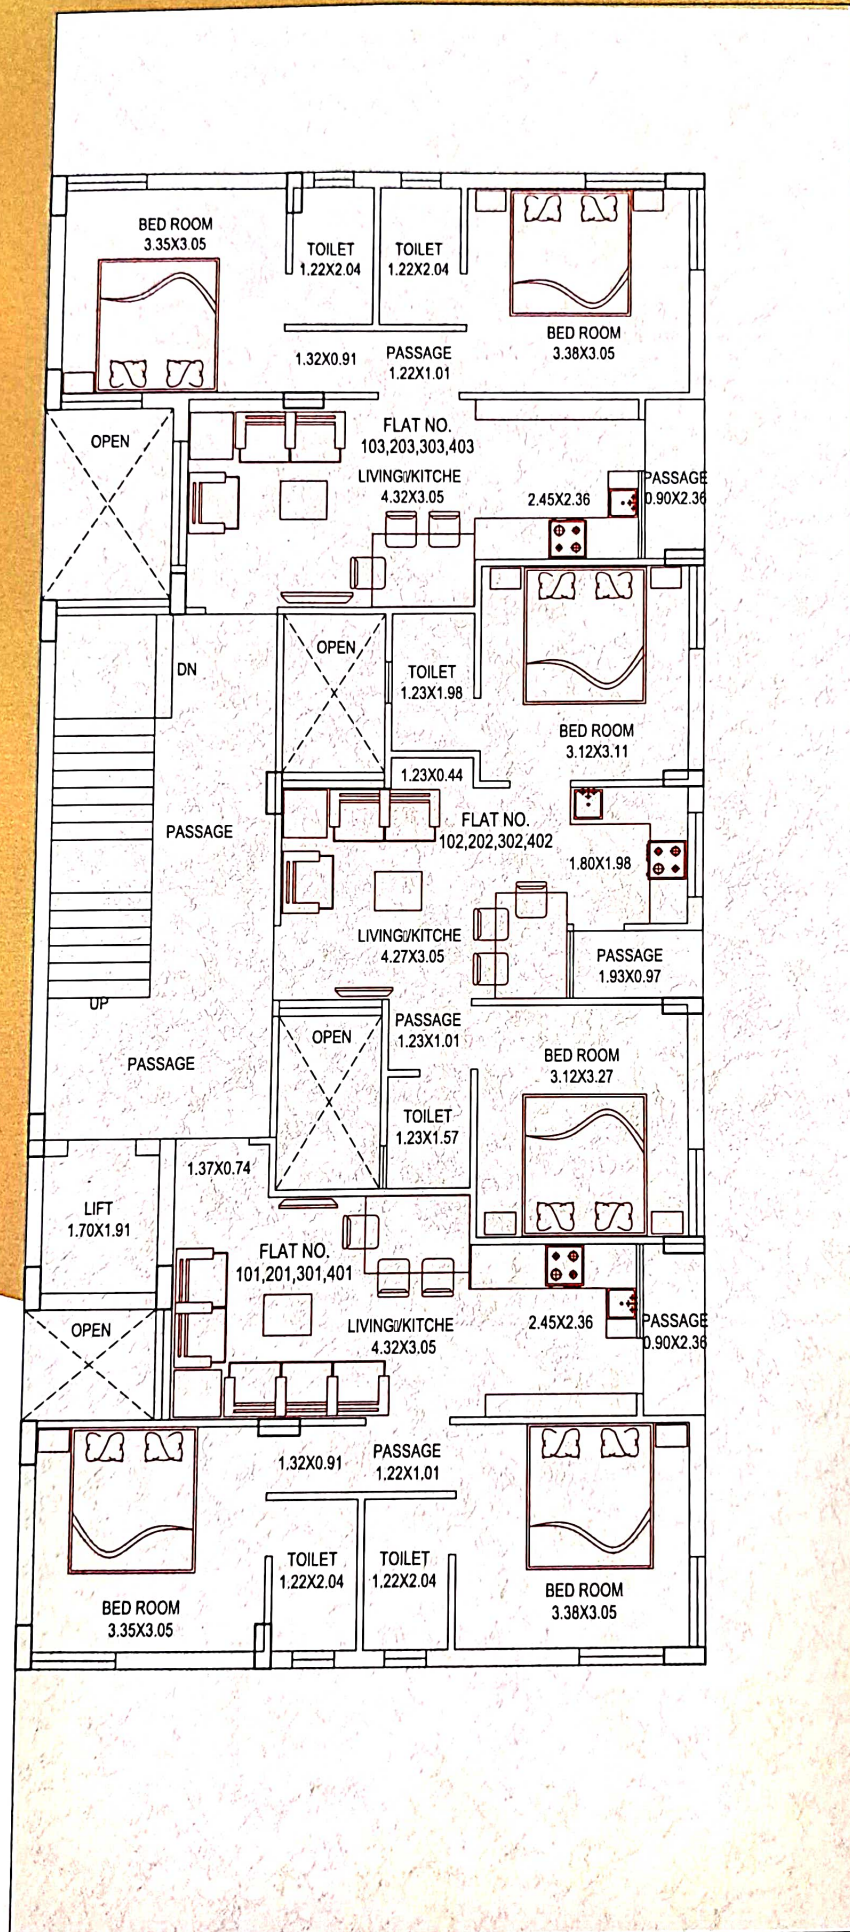 BED ROOM
3.35X3.05
TOILET
1.22X2.04
TOILET
1.22X2.04
BED ROOM
3.38X3.05
1.32X0.91
PASSAGE
1.22X1.01
OPEN
FLAT NO.
103,203,303,403
LIVING/KITCHE
4.32X3.05
2.45X2.36
PASSAGE
0.90X2.36
DN
OPEN
TOILET
1.23X1.98
BED ROOM
3.12X3.11
1.23X0.44
PASSAGE
FLAT NO.
102,202,302,402
1.80X1.98
LIVING/KITCHE
4.27X3.05
PASSAGE
1.93X0.97
UP
PASSAGE
OPEN
PASSAGE
1.23X1.01
BED ROOM
3.12X3.27
TOILET
1.23X1.57
1.37X0.74
LIFT
1.70X1.91
FLAT NO.
101,201,301,401
LIVING/KITCHE
4.32X3.05
2.45X2.36
PASSAGE
0.90X2.36
OPEN
1.32X0.91
PASSAGE
1.22X1.01
BED ROOM
3.35X3.05
TOILET
1.22X2.04
TOILET
1.22X2.04
BED ROOM
3.38X3.05